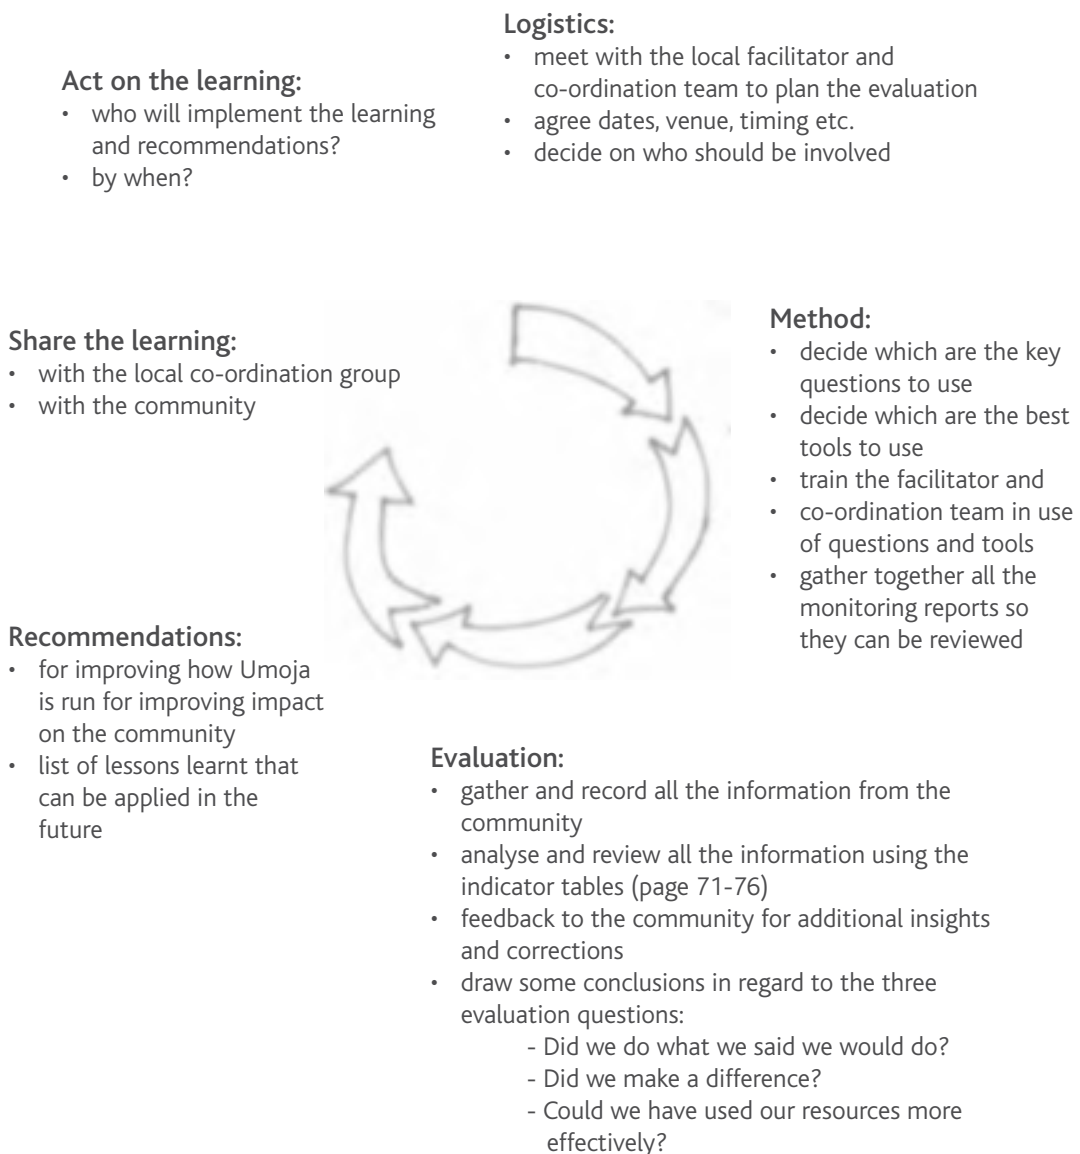 Logistics:
• meet with the local facilitator and
co-ordination team to plan the evaluation
• agree dates, venue, timing etc.
• decide on who should be involved
Method:
• decide which are the key
questions to use
• decide which are the best
tools to use
• train the facilitator and
• co-ordination team in use
of questions and tools
• gather together all the
monitoring reports so
they can be reviewed
Evaluation:
• gather and record all the information from the
community
• analyse and review all the information using the
indicator tables (page 71-76)
• feedback to the community for additional insights
and corrections
• draw some conclusions in regard to the three
evaluation questions:
- Did we do what we said we would do?
- Did we make a difference?
- Could we have used our resources more
effectively?
Recommendations:
• for improving how Umoja
is run for improving impact
on the community
• list of lessons learnt that
can be applied in the
future
Share the learning:
• with the local co-ordination group
• with the community
Act on the learning:
• who will implement the learning
and recommendations?
• by when?